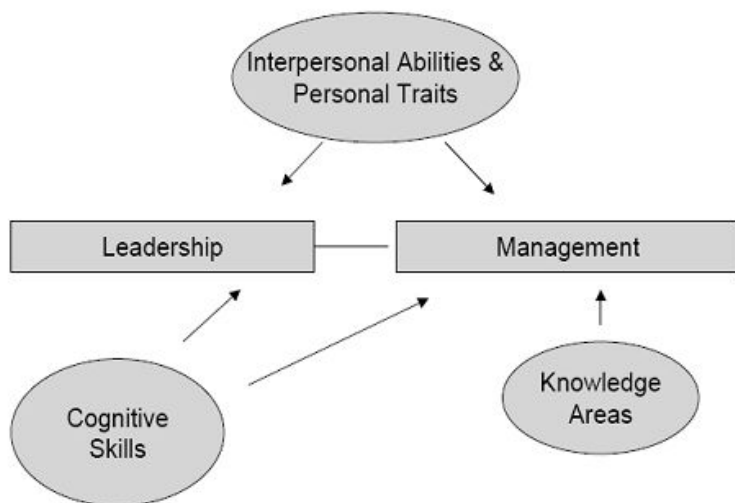 Interpersonal Abilities &
Personal Traits
Leadership
Management
Cognitive
Skills
Knowledge
Areas